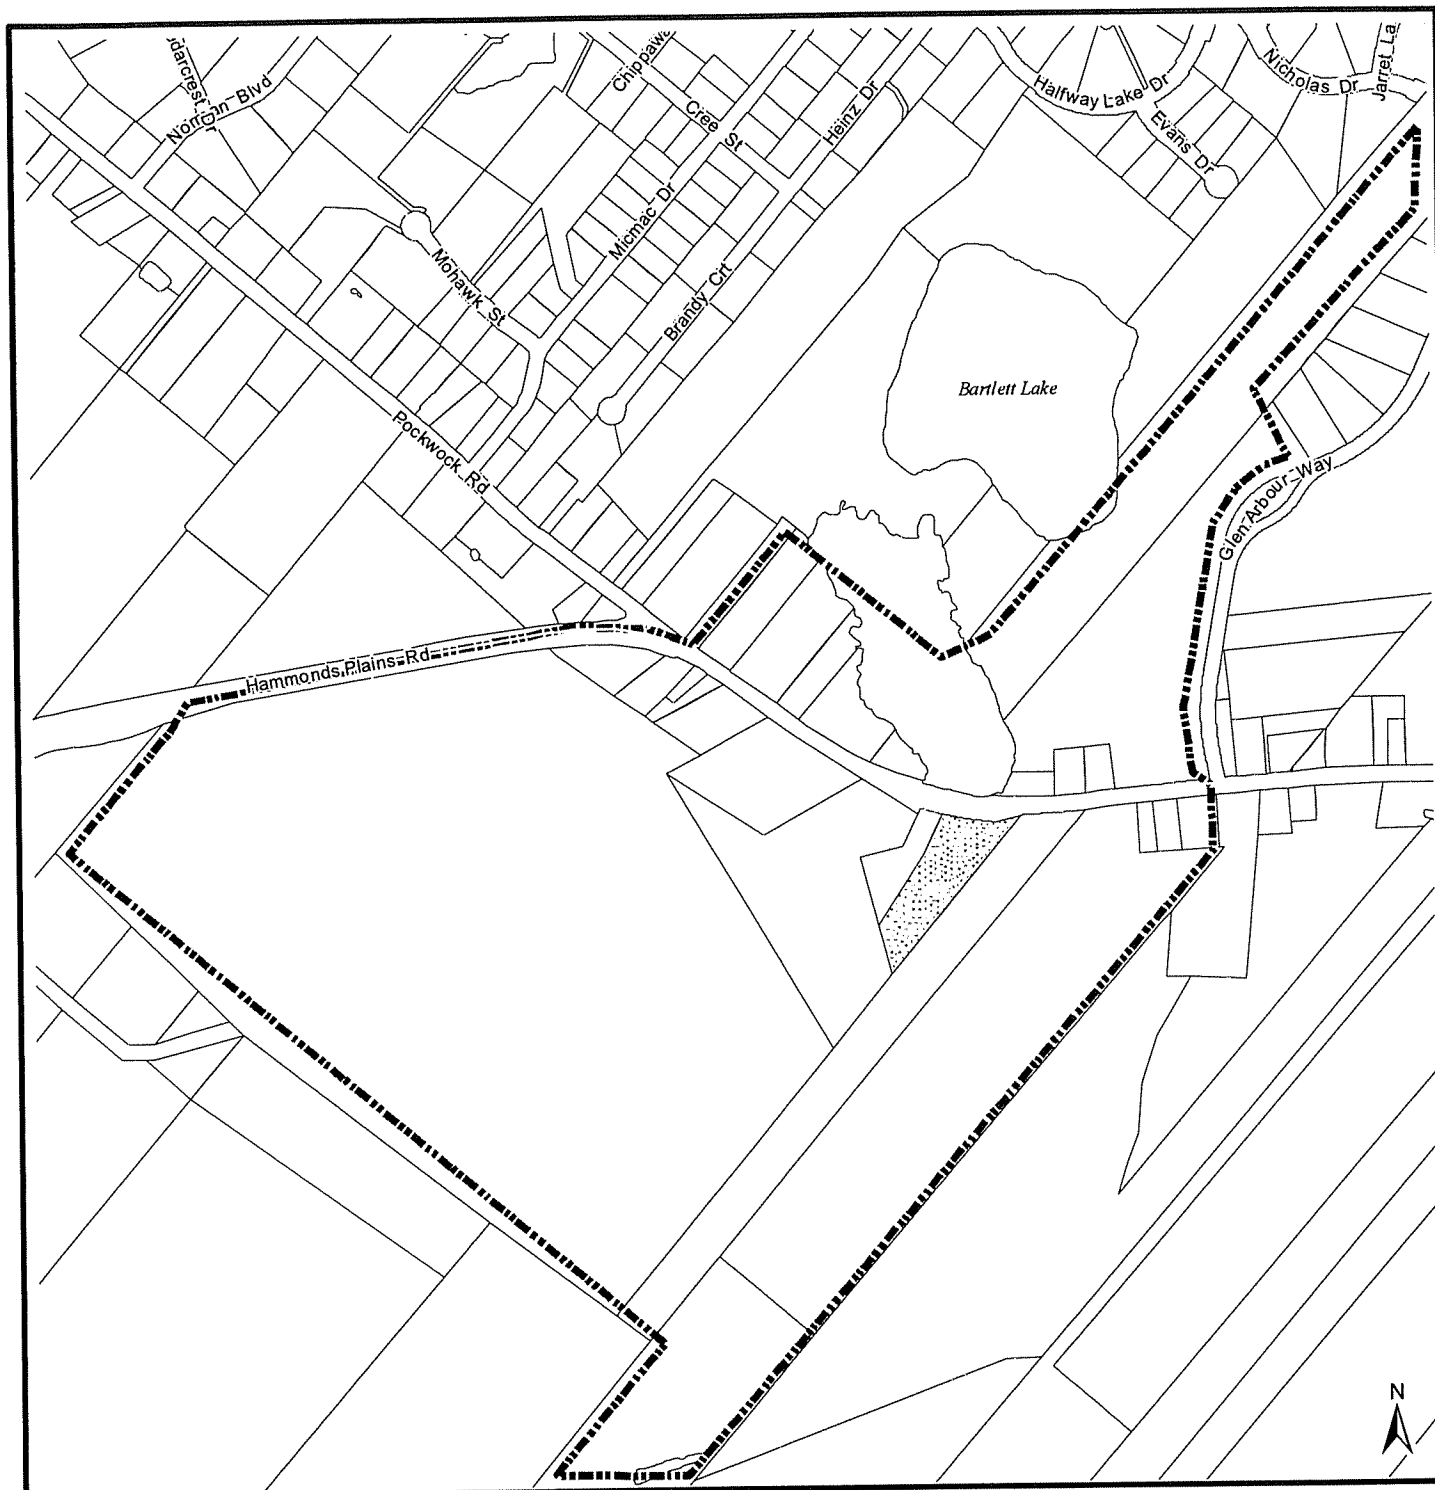 Norman Blvd
Chippawa
Cree St
Heinz Dr
Halfway Lake Dr
Nicholas Dr
Jarret La
Evans Dr
Micmac Dr
Mohawk St
Brandy Crt
Bartlett Lake
Pockwock Rd
Glen Arbour Way
Hammonds Plains Rd
N